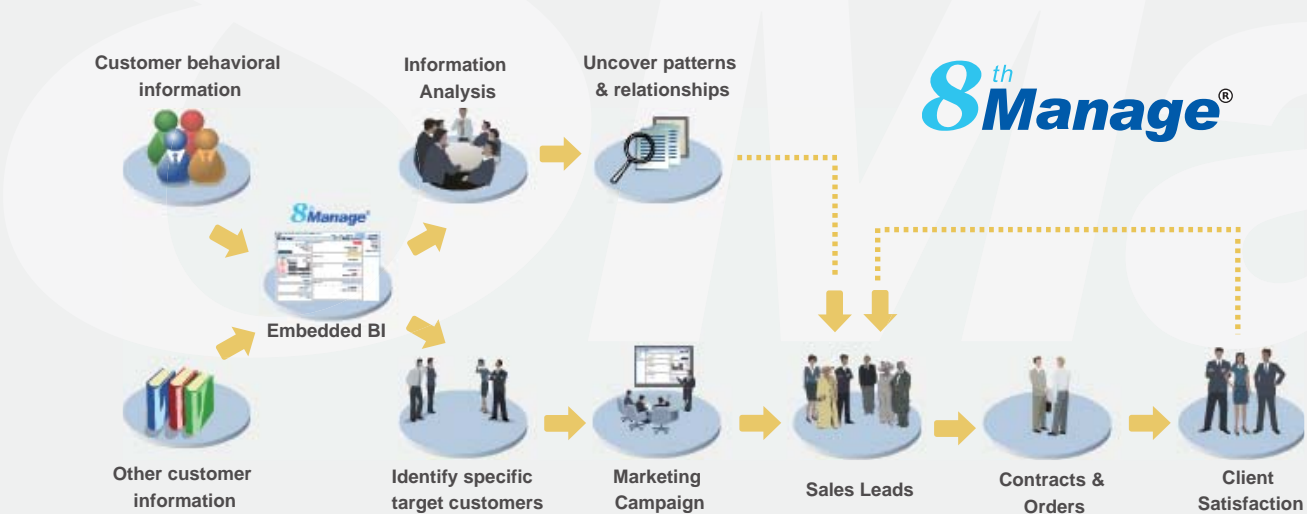 Customer behavioral
information
Information
Analysis
Uncover patterns
& relationships
8th Manage®
8thManage®
Embedded BI
Other customer
information
Identify specific
target customers
Marketing
Campaign
Sales Leads
Contracts &
Orders
Client
Satisfaction